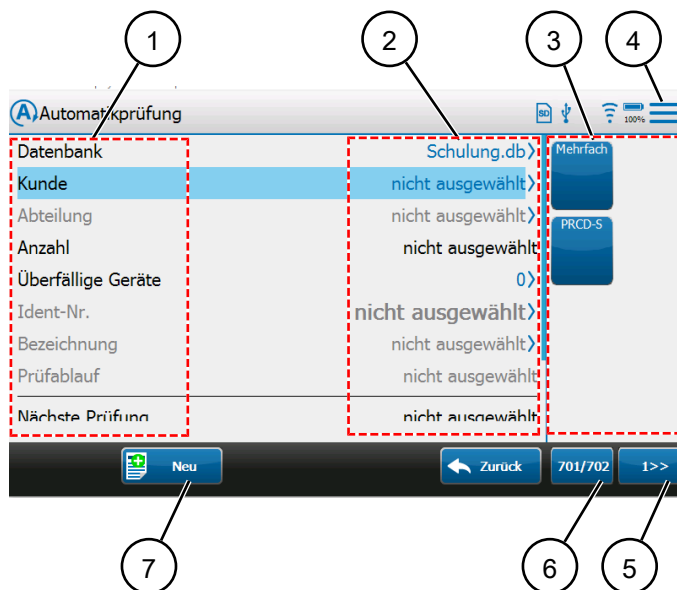 1 2 3 4
Automatikprüfung SD 100%
Datenbank Schulung.db
Kunde nicht ausgewählt
Abteilung nicht ausgewählt
Anzahl nicht ausgewählt
Überfällige Geräte 0
Ident-Nr. nicht ausgewählt
Bezeichnung nicht ausgewählt
Prüfablauf nicht ausgewählt
Nächste Prüfung nicht ausgewählt
Mehrfach
PRCD-S
Neu Zurück 701/702 1>>
7 6 5